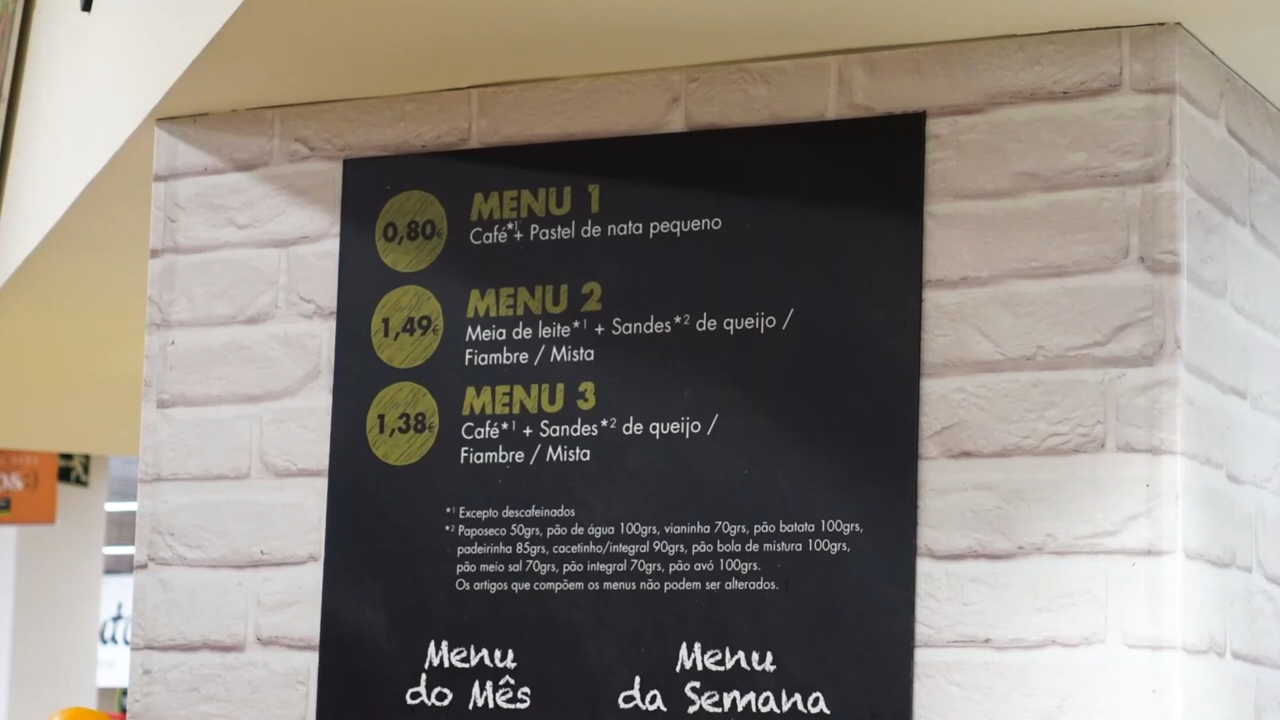 0,80€
MENU 1
Café*1+ Pastel de nata pequeno
1,49€
MENU 2
Meia de leite*1 + Sandes*2 de queijo /
Fiambre / Mista
1,38€
MENU 3
Café*1 + Sandes*2 de queijo /
Fiambre / Mista
*1 Excepto descafeinados
*2 Paposeco 50grs, pão de água 100grs, vianinha 70grs, pão batata 100grs,
padeirinha 85grs, cacetinho/integral 90grs, pão bola de mistura 100grs,
pão meio sal 70grs, pão integral 70grs, pão avó 100grs.
Os artigos que compõem os menus não podem ser alterados.
Menu
do Mês
Menu
da Semana